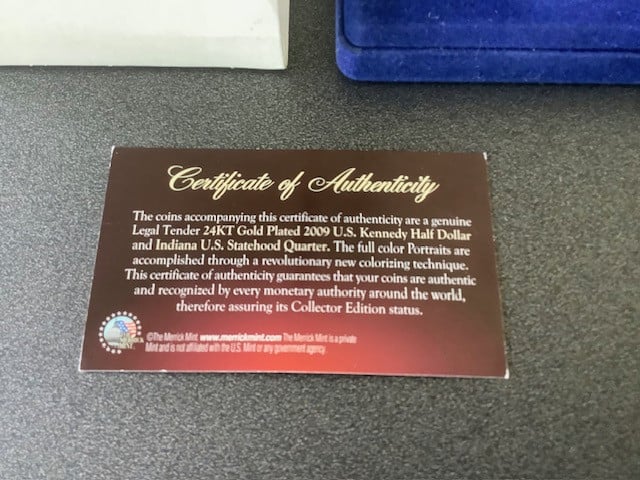 Certificate of Authenticity
The coins accompanying this certificate of authenticity are a genuine
Legal Tender 24KT Gold Plated 2009 U.S. Kennedy Half Dollar
and Indiana U.S. Statehood Quarter. The full color Portraits are
accomplished through a revolutionary new colorizing technique.
This certificate of authenticity guarantees that your coins are authentic
and recognized by every monetary authority around the world,
therefore assuring its Collector Edition status.
©The Merrick Mint, www.merrickmint.com The Merrick Mint is a private
Mint and is not affiliated with the U.S. Mint or any government agency.
MERRICK
MINT